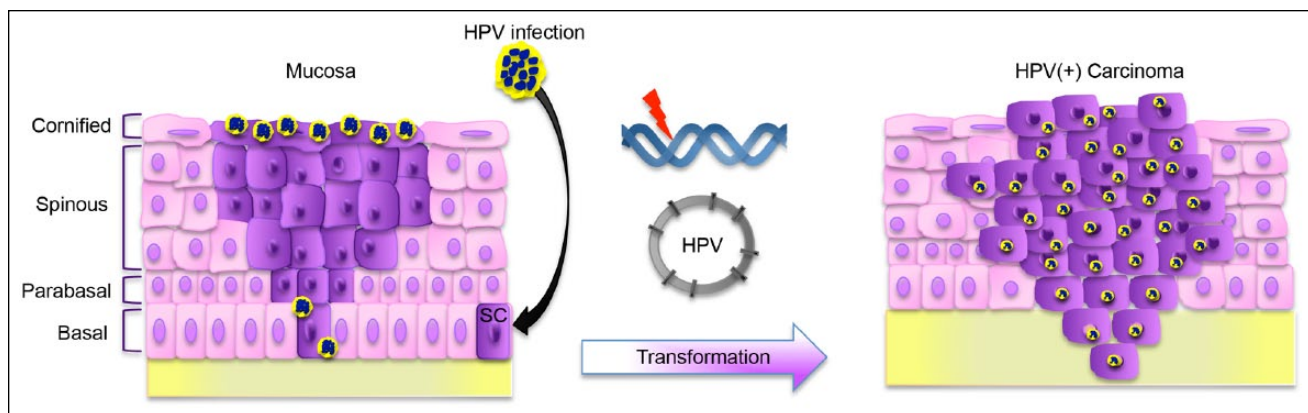 HPV infection
Mucosa
HPV(+) Carcinoma
Cornified
Spinous
HPV
Parabasal
SC
Basal
Transformation